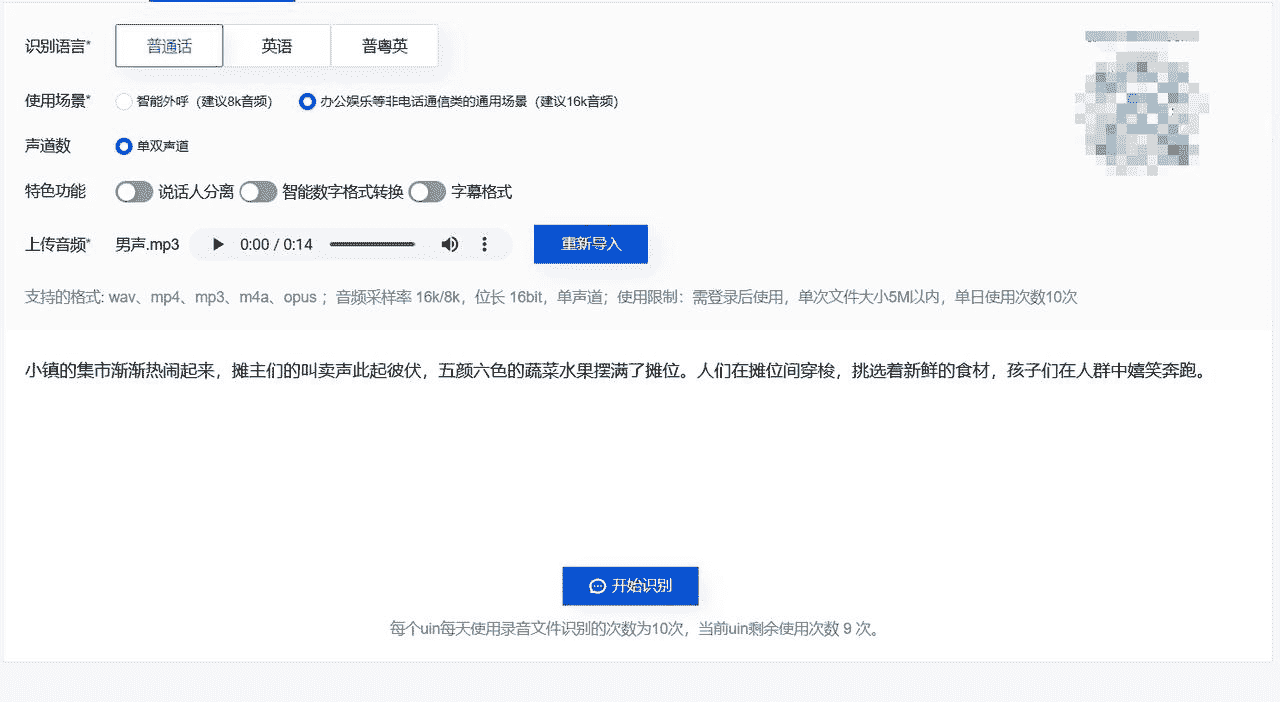 识别语言* 普通话 英语 普粤英
使用场景* 智能外呼（建议8k音频） 办公娱乐等非电话通信类的通用场景（建议16k音频）
声道数 单双声道
特色功能 说话人分离 智能数字格式转换 字幕格式
上传音频* 男声.mp3 0:00 / 0:14 重新导入
支持的格式: wav、mp4、mp3、m4a、opus ；音频采样率 16k/8k，位长 16bit，单声道；使用限制：需登录后使用，单次文件大小5M以内，单日使用次数10次
小镇的集市渐渐热闹起来，摊主们的叫卖声此起彼伏，五颜六色的蔬菜水果摆满了摊位。人们在摊位间穿梭，挑选着新鲜的食材，孩子们在人群中嬉笑奔跑。
开始识别
每个uin每天使用录音文件识别的次数为10次，当前uin剩余使用次数 9 次。